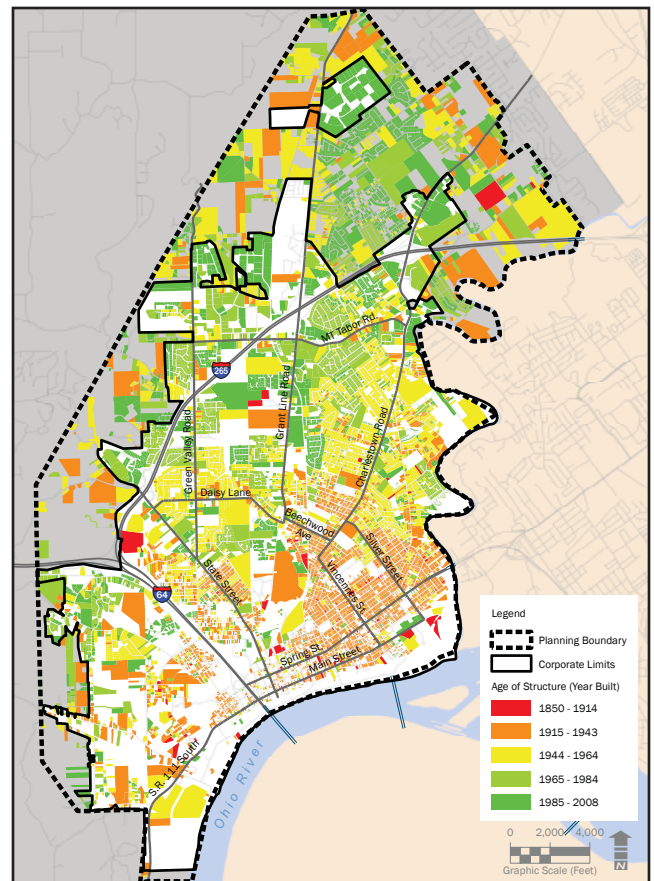 Mt Tabor Rd.
265
Grant Line Road
Green Valley Road
Charlestown Road
Daisy Lane
Beechwood
Ave
Silver Street
State Street
Vincennes St.
64
Spring St.
Main Street
S.R. 111 South
Ohio River
Legend
Planning Boundary
Corporate Limits
Age of Structure (Year Built)
1850 - 1914
1915 - 1943
1944 - 1964
1965 - 1984
1985 - 2008
0 2,000 4,000
Graphic Scale (Feet)
N